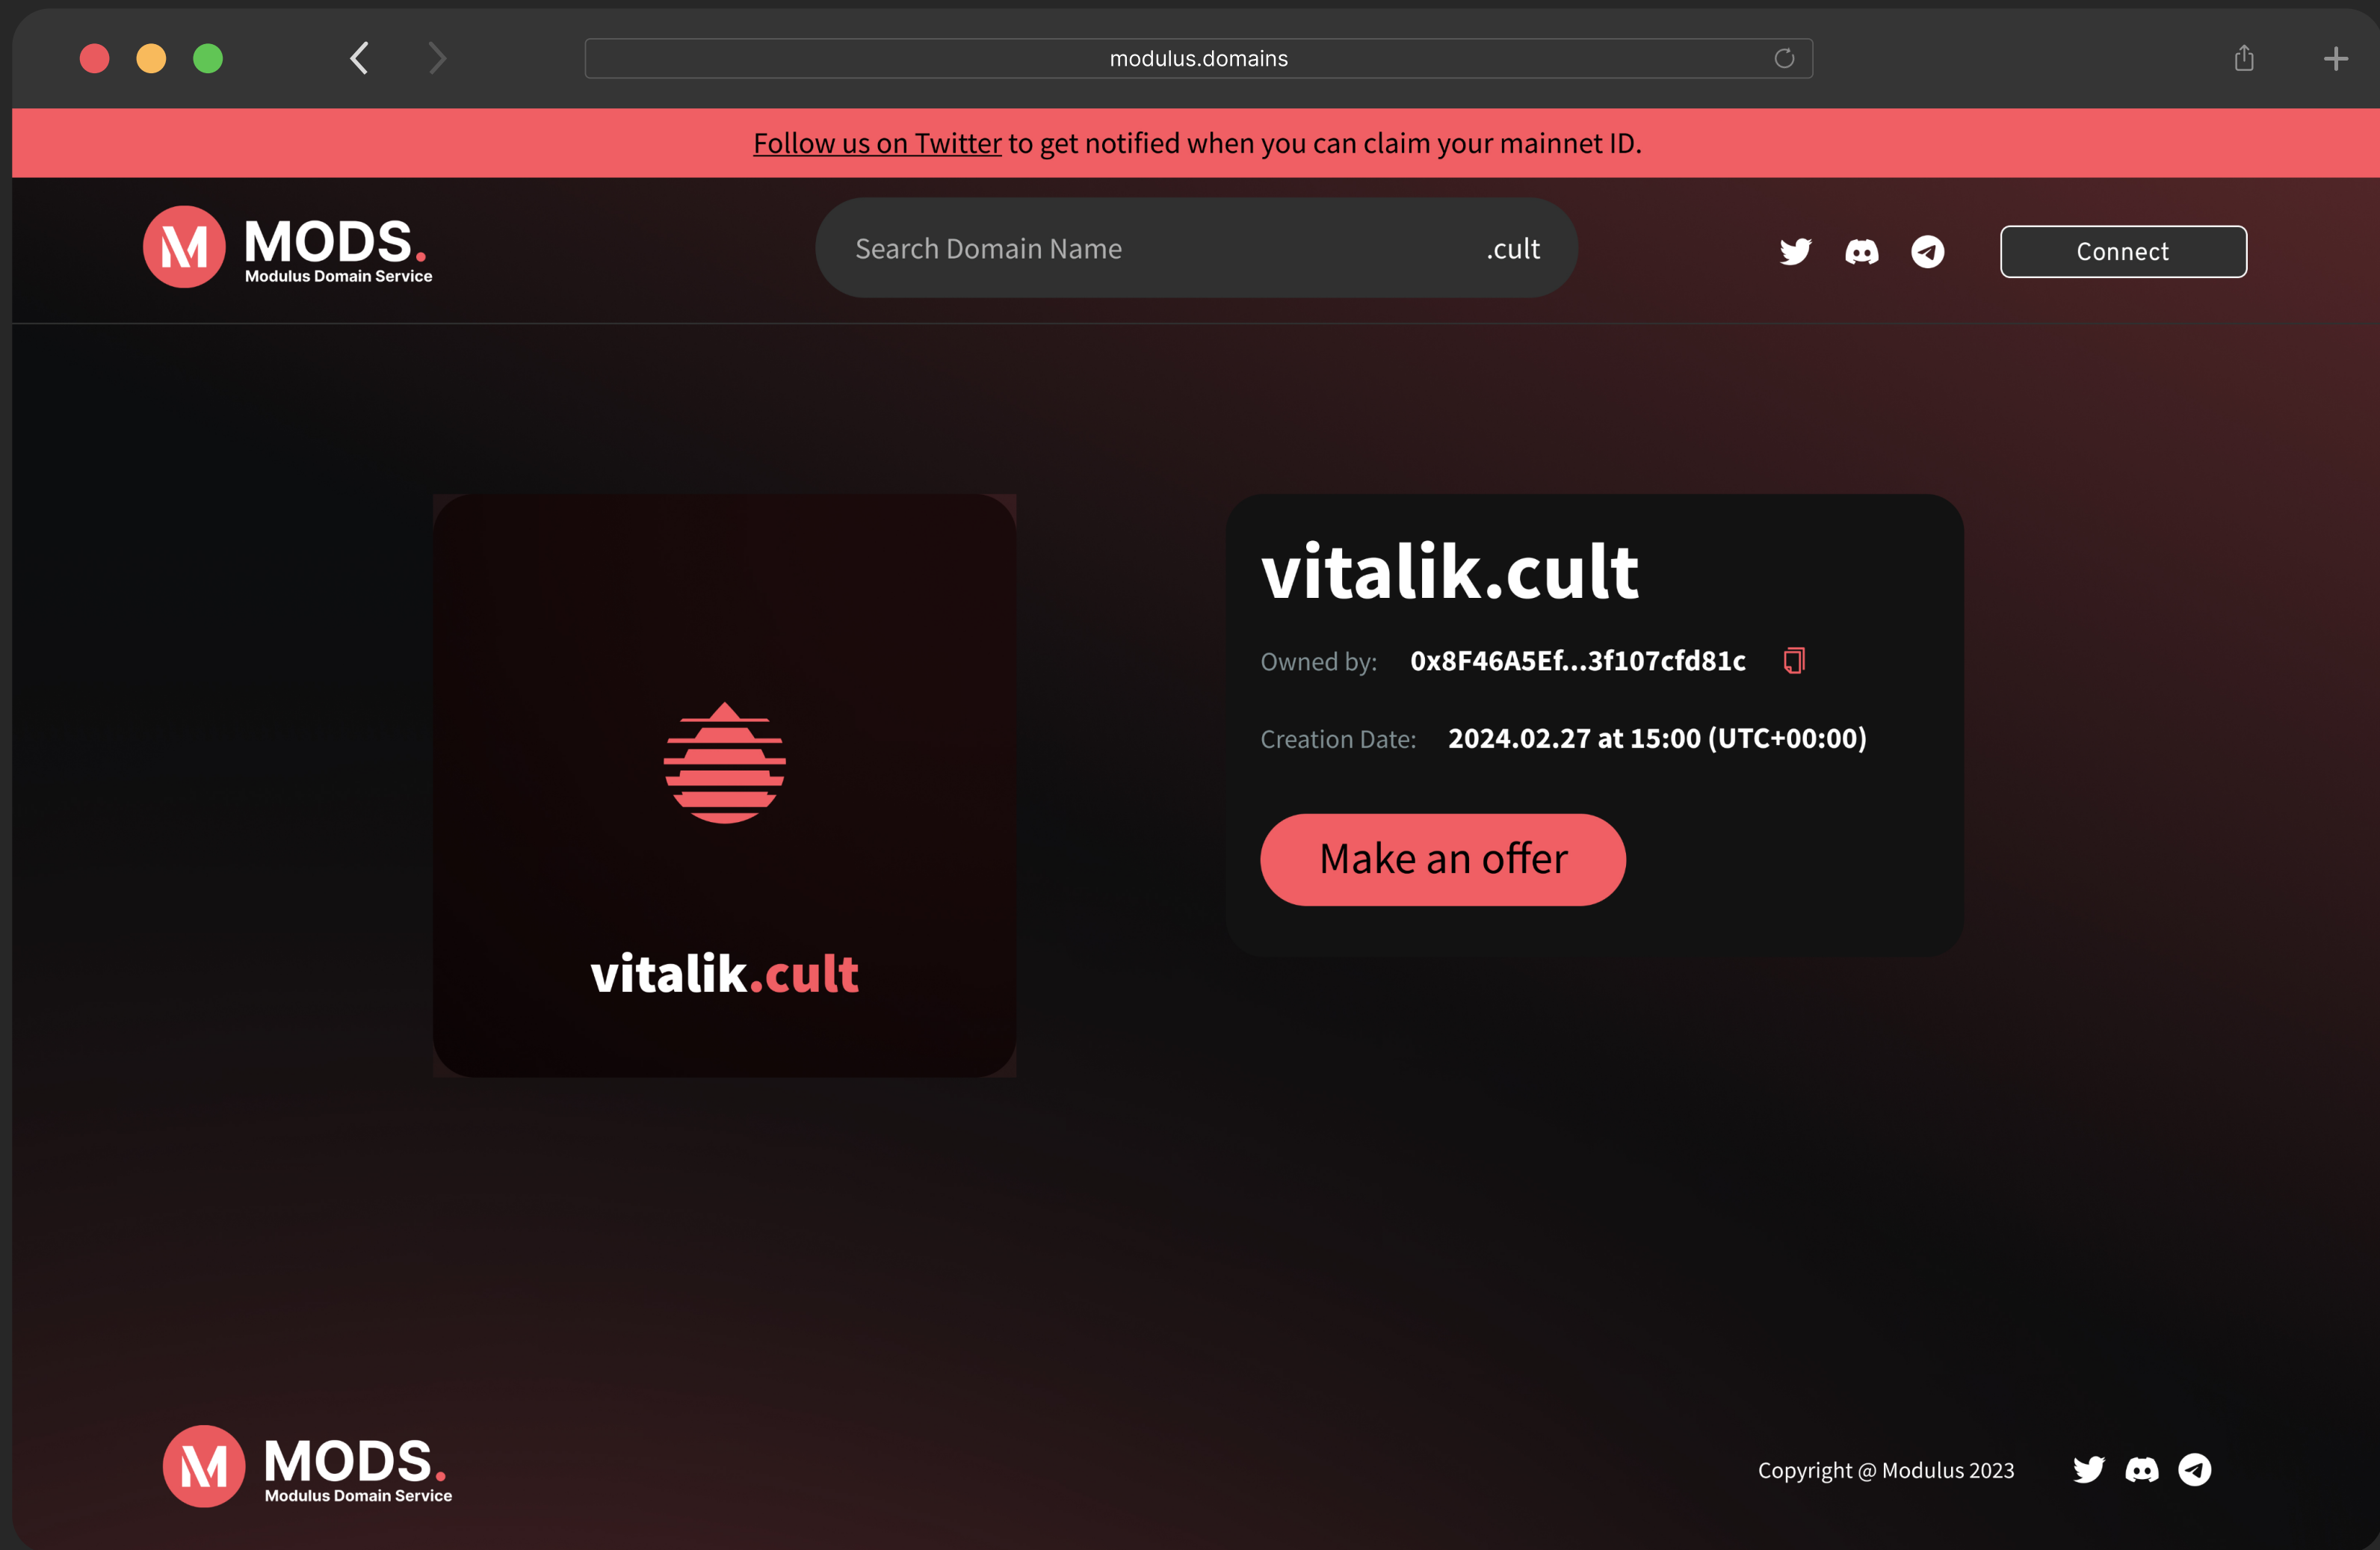 modulus.domains
Follow us on Twitter to get notified when you can claim your mainnet ID.
M MODS.
Modulus Domain Service
Search Domain Name .cult
Connect
vitalik.cult
vitalik.cult
Owned by: 0x8F46A5Ef...3f107cfd81c
Creation Date: 2024.02.27 at 15:00 (UTC+00:00)
Make an offer
M MODS.
Modulus Domain Service
Copyright @ Modulus 2023